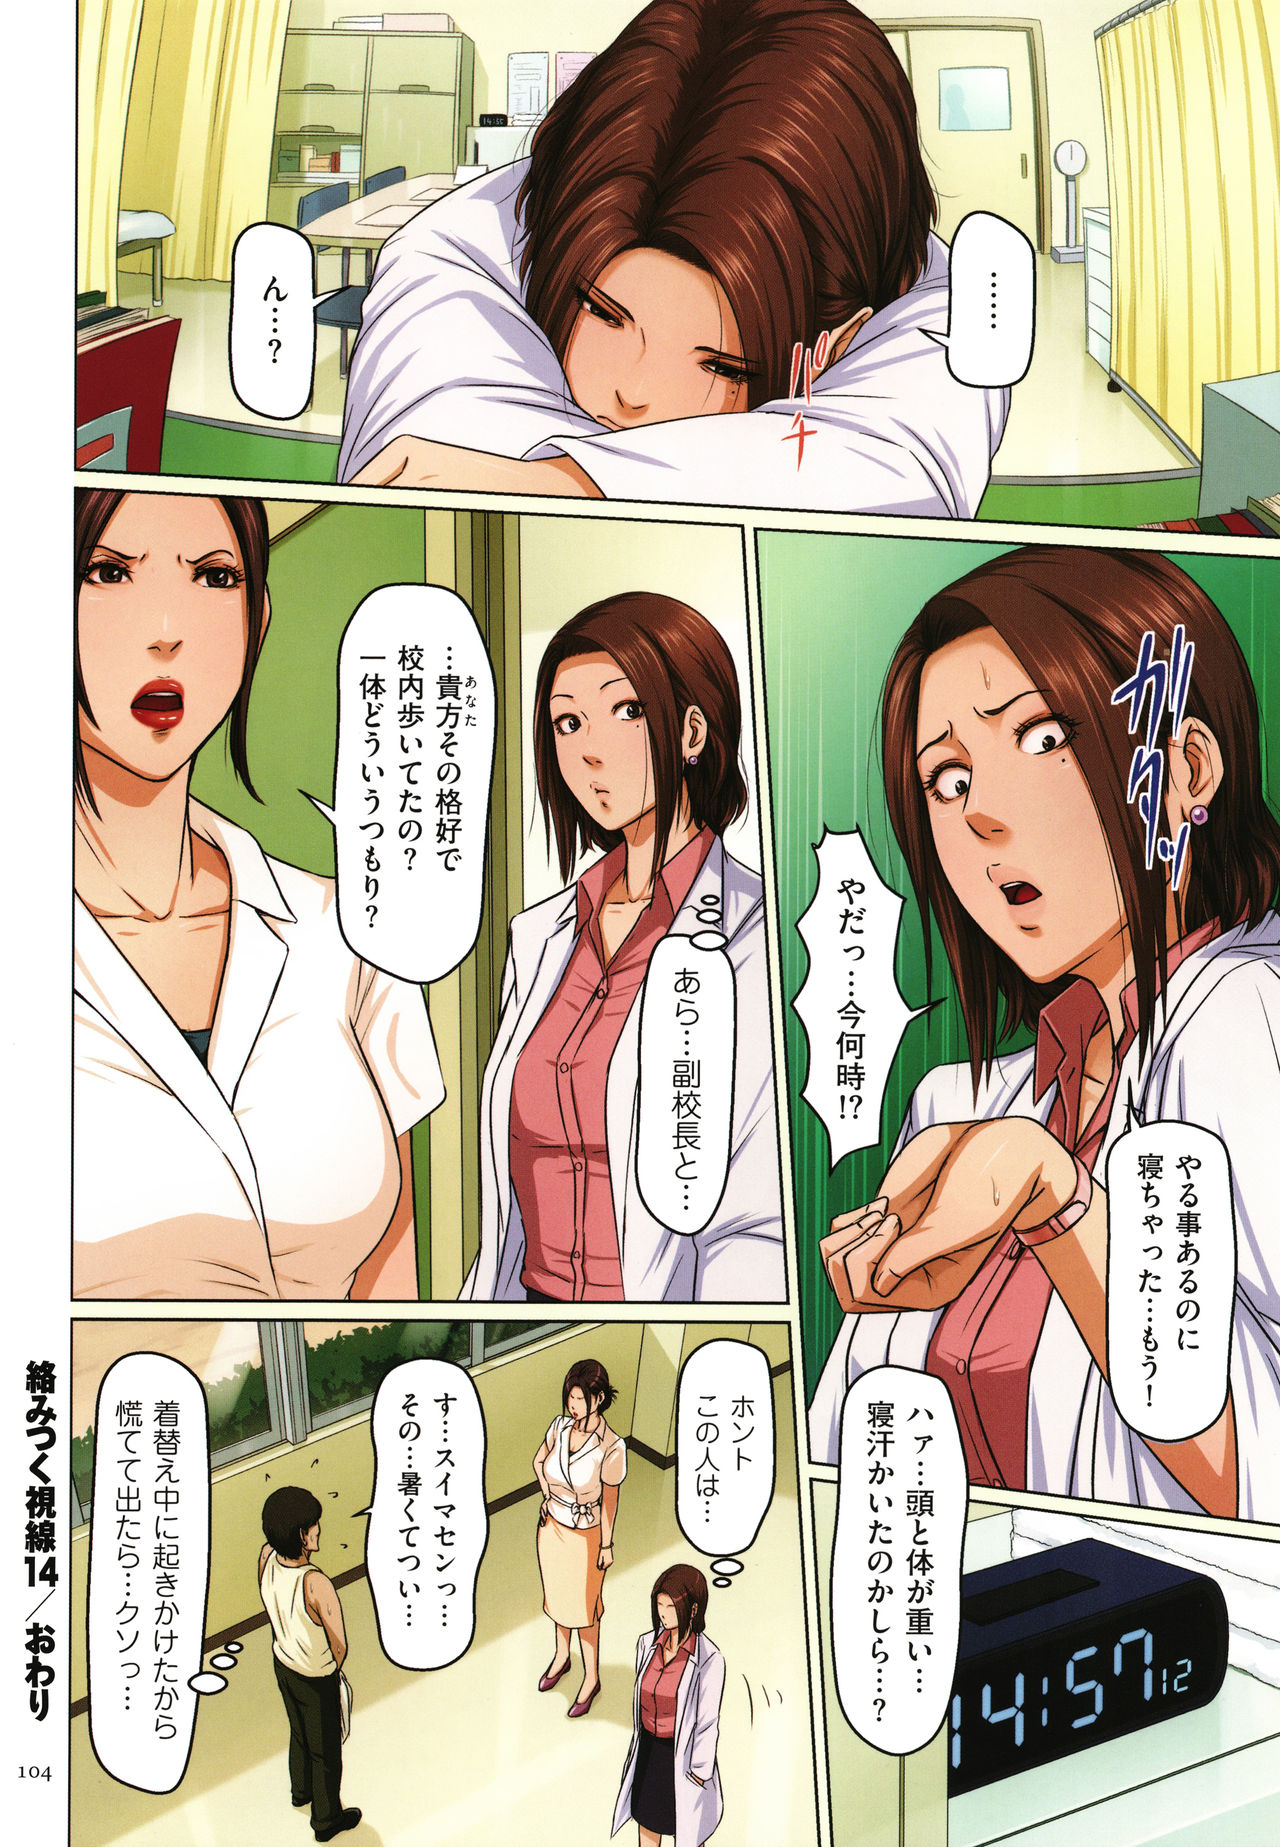 14:55
……
パ
チ
ん…？
ガ
タ
ッ
やだっ…今何時!?
やる事あるのに
寝ちゃった…もう！
ハァ…頭と体が重い…
寝汗かいたのかしら…？
14:57 12
あら…副校長と…
…貴方その格好で
あなた
校内歩いてたの？
一体どういうつもり？
ホント
この人は…
す…スイマセンっ
その…暑くてつい…
着替え中に起きかけたから
慌てて出たら…クソっ…
絡みつく視線14／おわり
104